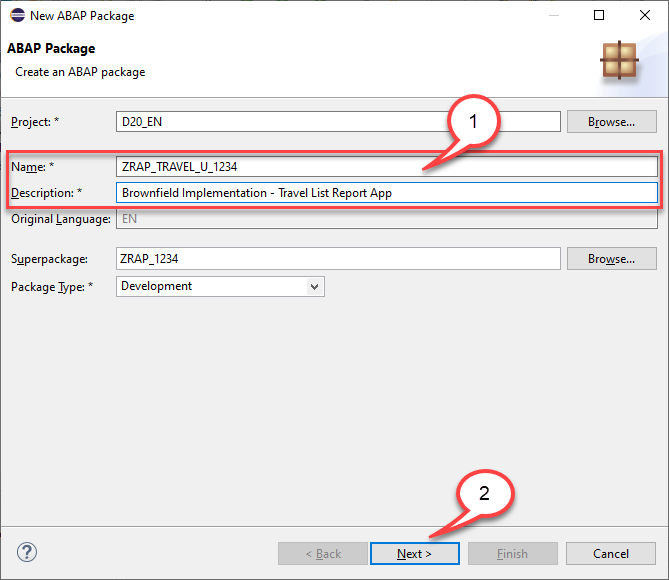 New ABAP Package
ABAP Package
Create an ABAP package
Project: * D20_EN Browse...
1
Name: * ZRAP_TRAVEL_U_1234
Description: * Brownfield Implementation - Travel List Report App
Original Language: EN
Superpackage: ZRAP_1234 Browse...
Package Type: * Development
2
? < Back Next > Finish Cancel